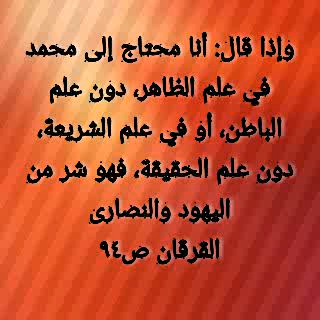 وإذا قال: أنا محتاج إلى محمد
في علم الظاهر، دون علم
الباطن، أو في علم الشريعة،
دون علم الحقيقة، فهو شر من
اليهود والنصارى
الفرقان ص٩٤